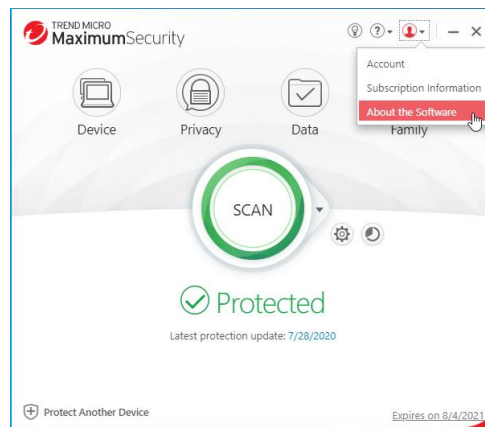 TREND MICRO
MaximumSecurity
?
Account
Subscription Information
About the Software
Device
Privacy
Data
Family
SCAN
Protected
Latest protection update: 7/28/2020
Protect Another Device
Expires on 8/4/2021